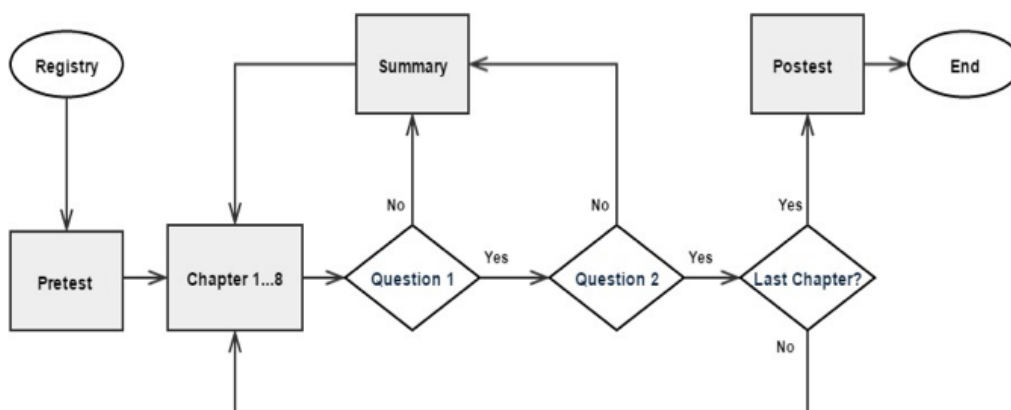 Registry
Summary
Postest
End
No
No
Yes
Pretest
Chapter 1...8
Question 1
Yes
Question 2
Yes
Last Chapter?
No